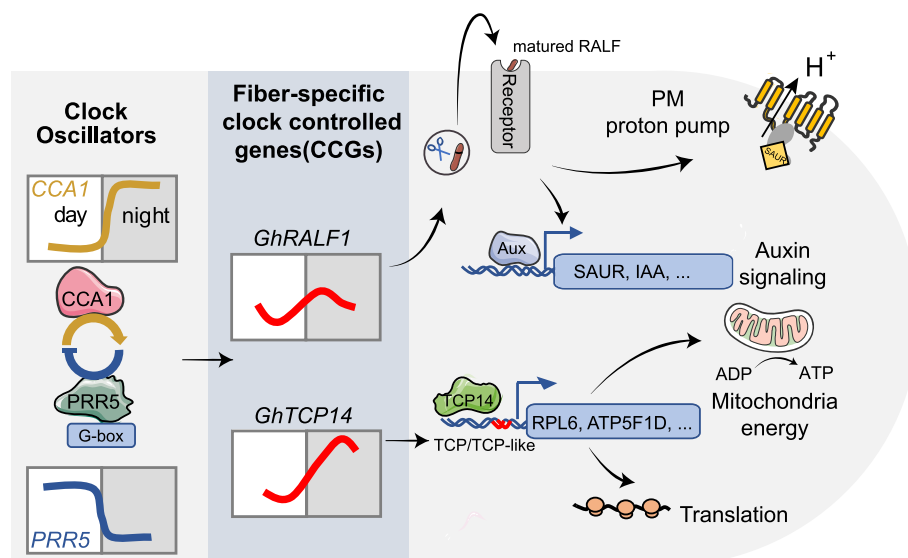 Clock
Oscillators
CCA1
day
night
CCA1
PRR5
G-box
PRR5
Fiber-specific
clock controlled
genes(CCGs)
GhRALF1
GhTCP14
matured RALF
Receptor
PM
proton pump
H+
SAUR
Aux
SAUR, IAA, ...
Auxin
signaling
TCP14
TCP/TCP-like
RPL6, ATP5F1D, ...
ADP
ATP
Mitochondria
energy
Translation